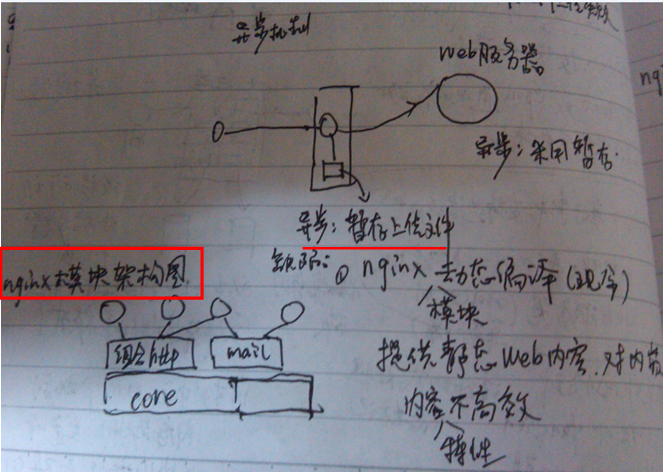 异步机制
web服务器
异步：采用暂存
异步：暂存上传文件
缺陷：① nginx 动态编译（现今）
模块
nginx模块架构图
组合http
mail
core
提供静态web内容，对内
内容不高效
特性